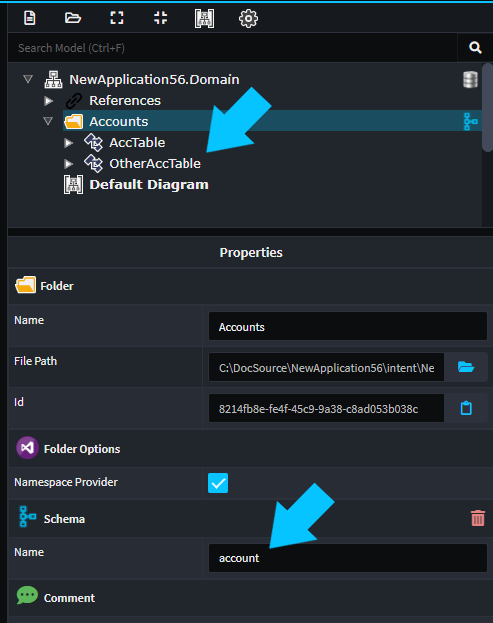 Search Model (Ctrl+F)
NewApplication56.Domain
References
Accounts
AccTable
OtherAccTable
Default Diagram
Properties
Folder
Name Accounts
File Path C:\DocSource\NewApplication56\intent\Ne
Id 8214fb8e-fe4f-45c9-9a38-c8ad053b038c
Folder Options
Namespace Provider
Schema
Name account
Comment